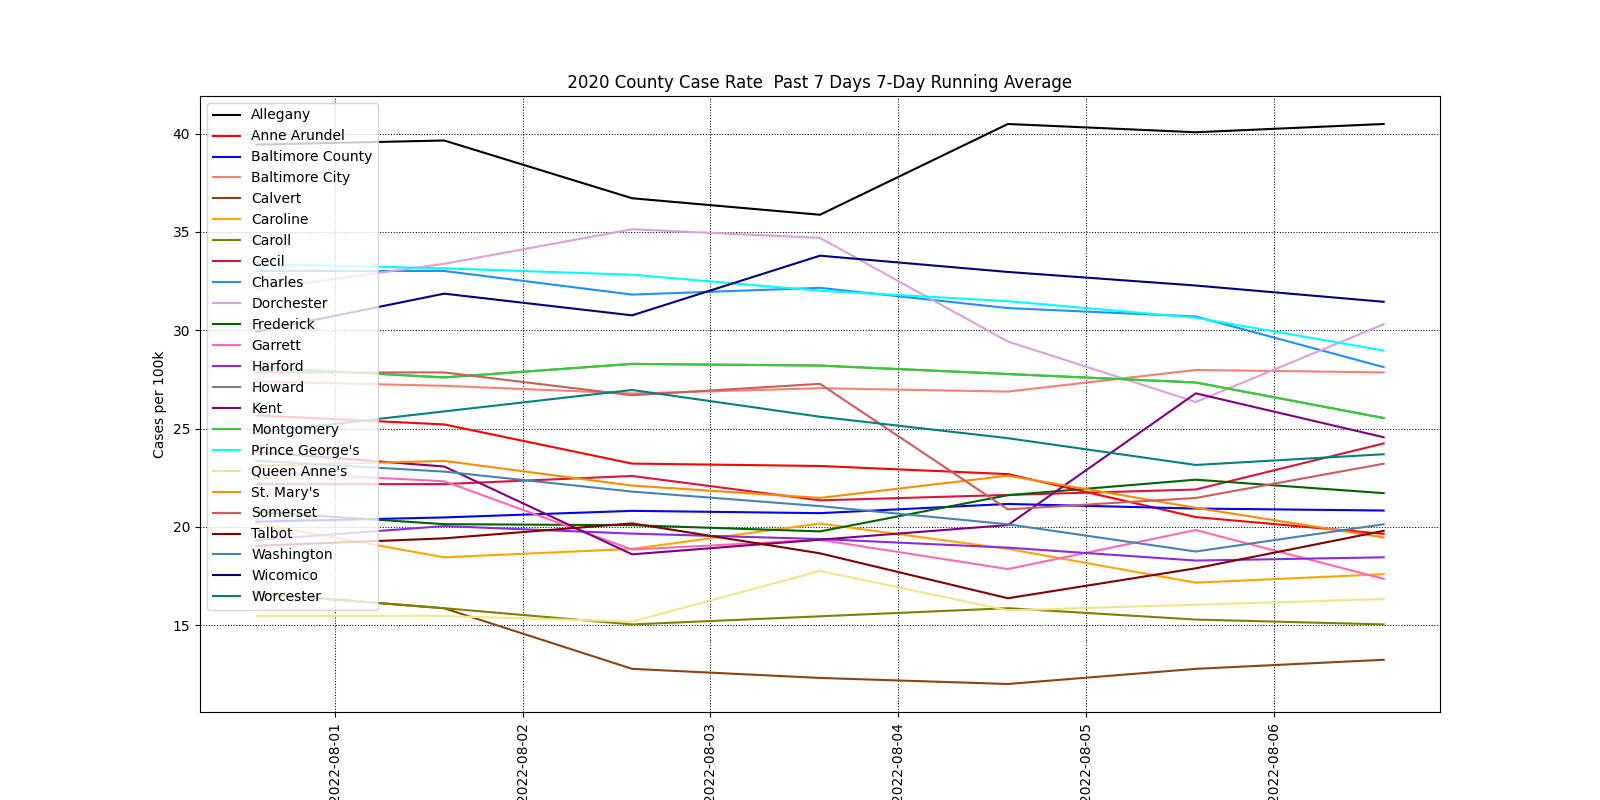 2020 County Case Rate  Past 7 Days 7-Day Running Average
Cases per 100k
40
35
30
25
20
15
Allegany
Anne Arundel
Baltimore County
Baltimore City
Calvert
Caroline
Caroll
Cecil
Charles
Dorchester
Frederick
Garrett
Harford
Howard
Kent
Montgomery
Prince George's
Queen Anne's
St. Mary's
Somerset
Talbot
Washington
Wicomico
Worcester
2022-08-01
2022-08-02
2022-08-03
2022-08-04
2022-08-05
2022-08-06